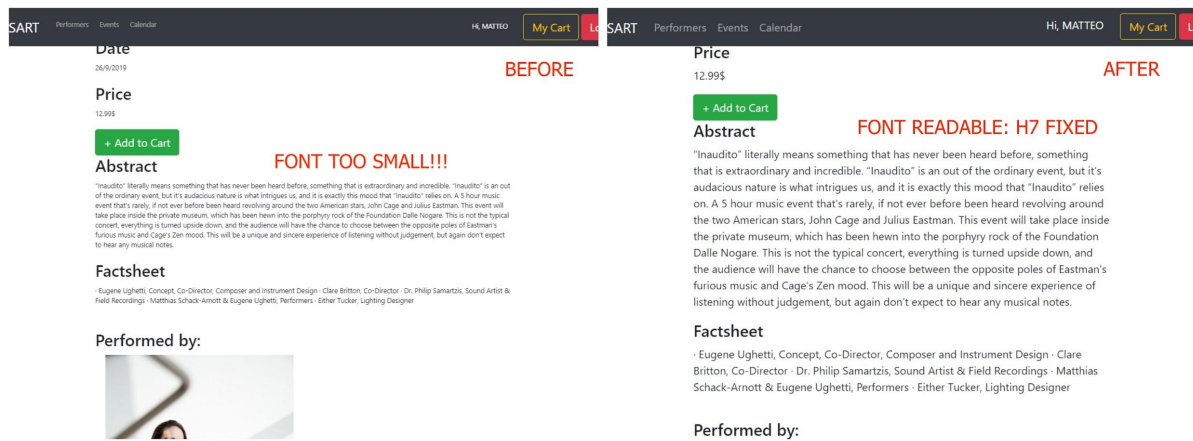 SART Performers Events Calendar Hi, MATTEO My Cart
Date
BEFORE
26/9/2019
Price
12.99$
+ Add to Cart
FONT TOO SMALL!!!
Abstract
"Inaudito" literally means something that has never been heard before, something that is extraordinary and incredible. "Inaudito" is an out
of the ordinary event, but it's audacious nature is what intrigues us, and it is exactly this mood that "Inaudito" relies on. A 5 hour music
event that's rarely, if not ever before been heard revolving around the two American stars, John Cage and Julius Eastman. This event will
take place inside the private museum, which has been hewn into the porphyry rock of the Foundation Dalle Nogare. This is not the typical
concert, everything is turned upside down, and the audience will have the chance to choose between the opposite poles of Eastman's
furious music and Cage's Zen mood. This will be a unique and sincere experience of listening without judgement, but again don't expect
to hear any musical notes.
Factsheet
· Eugene Ughetti, Concept, Co-Director, Composer and Instrument Design · Clare Britton, Co-Director · Dr. Philip Samartzis, Sound Artist &
Field Recordings · Matthias Schack-Arnott & Eugene Ughetti, Performers · Either Tucker, Lighting Designer
Performed by:
SART Performers Events Calendar Hi, MATTEO My Cart
Price
AFTER
12.99$
+ Add to Cart
FONT READABLE: H7 FIXED
Abstract
"Inaudito" literally means something that has never been heard before, something
that is extraordinary and incredible. "Inaudito" is an out of the ordinary event, but it's
audacious nature is what intrigues us, and it is exactly this mood that "Inaudito" relies
on. A 5 hour music event that's rarely, if not ever before been heard revolving around
the two American stars, John Cage and Julius Eastman. This event will take place inside
the private museum, which has been hewn into the porphyry rock of the Foundation
Dalle Nogare. This is not the typical concert, everything is turned upside down, and
the audience will have the chance to choose between the opposite poles of Eastman's
furious music and Cage's Zen mood. This will be a unique and sincere experience of
listening without judgement, but again don't expect to hear any musical notes.
Factsheet
· Eugene Ughetti, Concept, Co-Director, Composer and Instrument Design · Clare
Britton, Co-Director · Dr. Philip Samartzis, Sound Artist & Field Recordings · Matthias
Schack-Arnott & Eugene Ughetti, Performers · Either Tucker, Lighting Designer
Performed by: